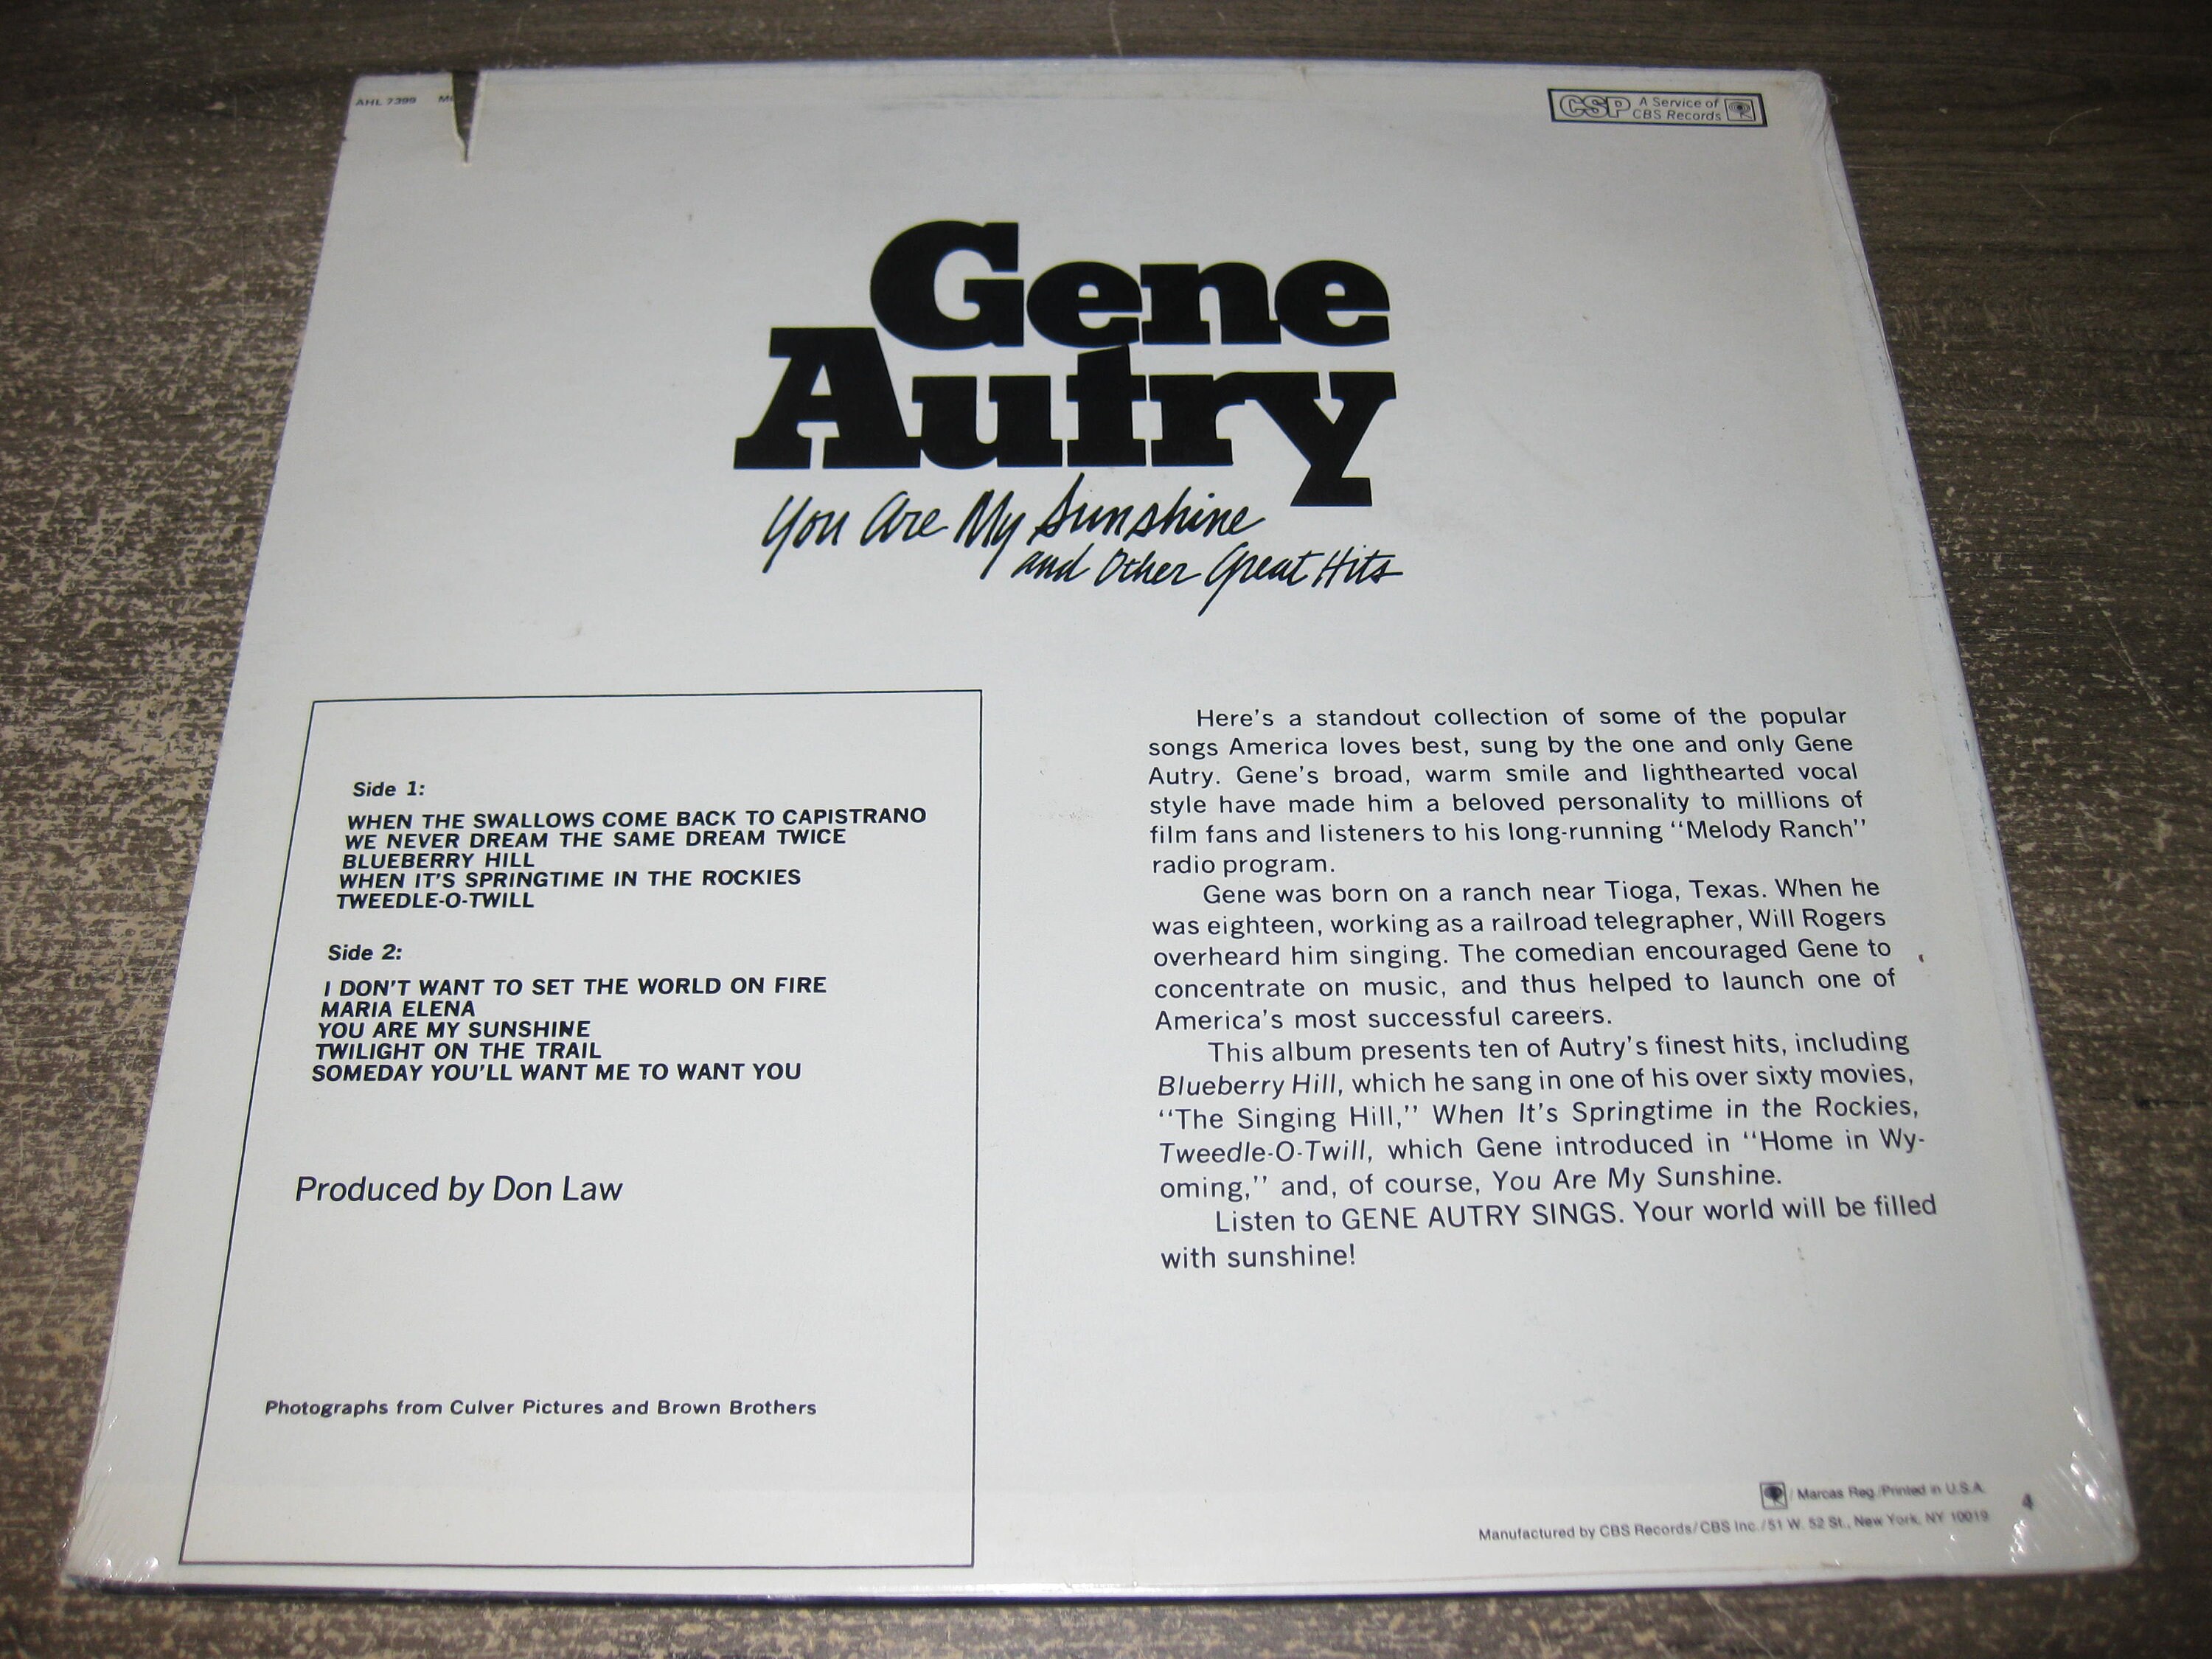 AHL 7399
CSP A Service of
CBS Records
Gene
Autry
You Are My Sunshine
and Other Great Hits
Side 1:
WHEN THE SWALLOWS COME BACK TO CAPISTRANO
WE NEVER DREAM THE SAME DREAM TWICE
BLUEBERRY HILL
WHEN IT'S SPRINGTIME IN THE ROCKIES
TWEEDLE-O-TWILL
Side 2:
I DON'T WANT TO SET THE WORLD ON FIRE
MARIA ELENA
YOU ARE MY SUNSHINE
TWILIGHT ON THE TRAIL
SOMEDAY YOU'LL WANT ME TO WANT YOU
Produced by Don Law
Photographs from Culver Pictures and Brown Brothers
Here's a standout collection of some of the popular
songs America loves best, sung by the one and only Gene
Autry. Gene's broad, warm smile and lighthearted vocal
style have made him a beloved personality to millions of
film fans and listeners to his long-running "Melody Ranch"
radio program.
Gene was born on a ranch near Tioga, Texas. When he
was eighteen, working as a railroad telegrapher, Will Rogers
overheard him singing. The comedian encouraged Gene to
concentrate on music, and thus helped to launch one of
America's most successful careers.
This album presents ten of Autry's finest hits, including
Blueberry Hill, which he sang in one of his over sixty movies,
"The Singing Hill," When It's Springtime in the Rockies,
Tweedle-O-Twill, which Gene introduced in "Home in Wy-
oming," and, of course, You Are My Sunshine.
Listen to GENE AUTRY SINGS. Your world will be filled
with sunshine!
/ Marcas Reg./Printed in U.S.A.
Manufactured by CBS Records/CBS Inc./51 W. 52 St., New York, NY 10019
4